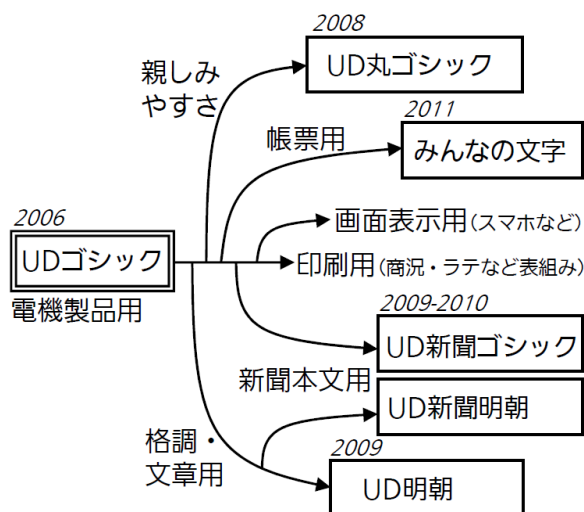 2008
UD丸ゴシック
親しみ
やすさ
2011
帳票用
みんなの文字
2006
UDゴシック
電機製品用
画面表示用(スマホなど)
印刷用(商況・ラテなど表組み)
2009-2010
UD新聞ゴシック
新聞本文用
UD新聞明朝
格調・
文章用
2009
UD明朝